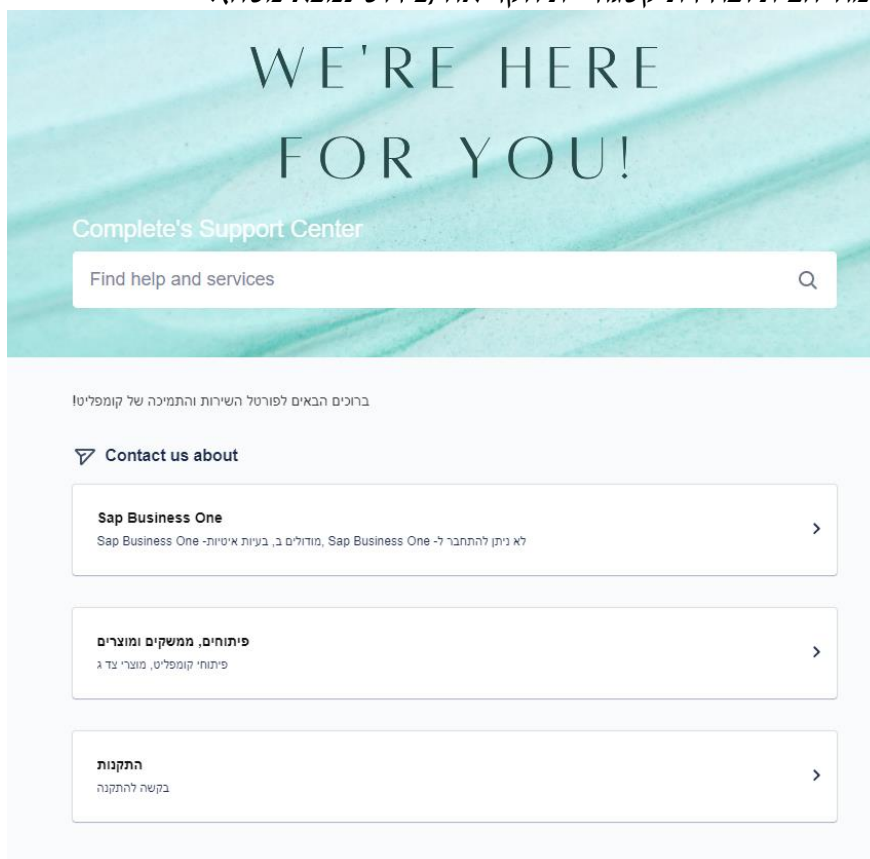 WE'RE HERE
FOR YOU!
Complete's Support Center
Find help and services
ברוכים הבאים לפורטל השירות והתמיכה של קומפליט!
Contact us about
Sap Business One
לא ניתן להתחבר ל- Sap Business One ,מודולים ב, בעיות איטיות- Sap Business One
פיתוחים, ממשקים ומוצרים
פיתוחי קומפליט, מוצרי צד ג
התקנות
בקשה להתקנה